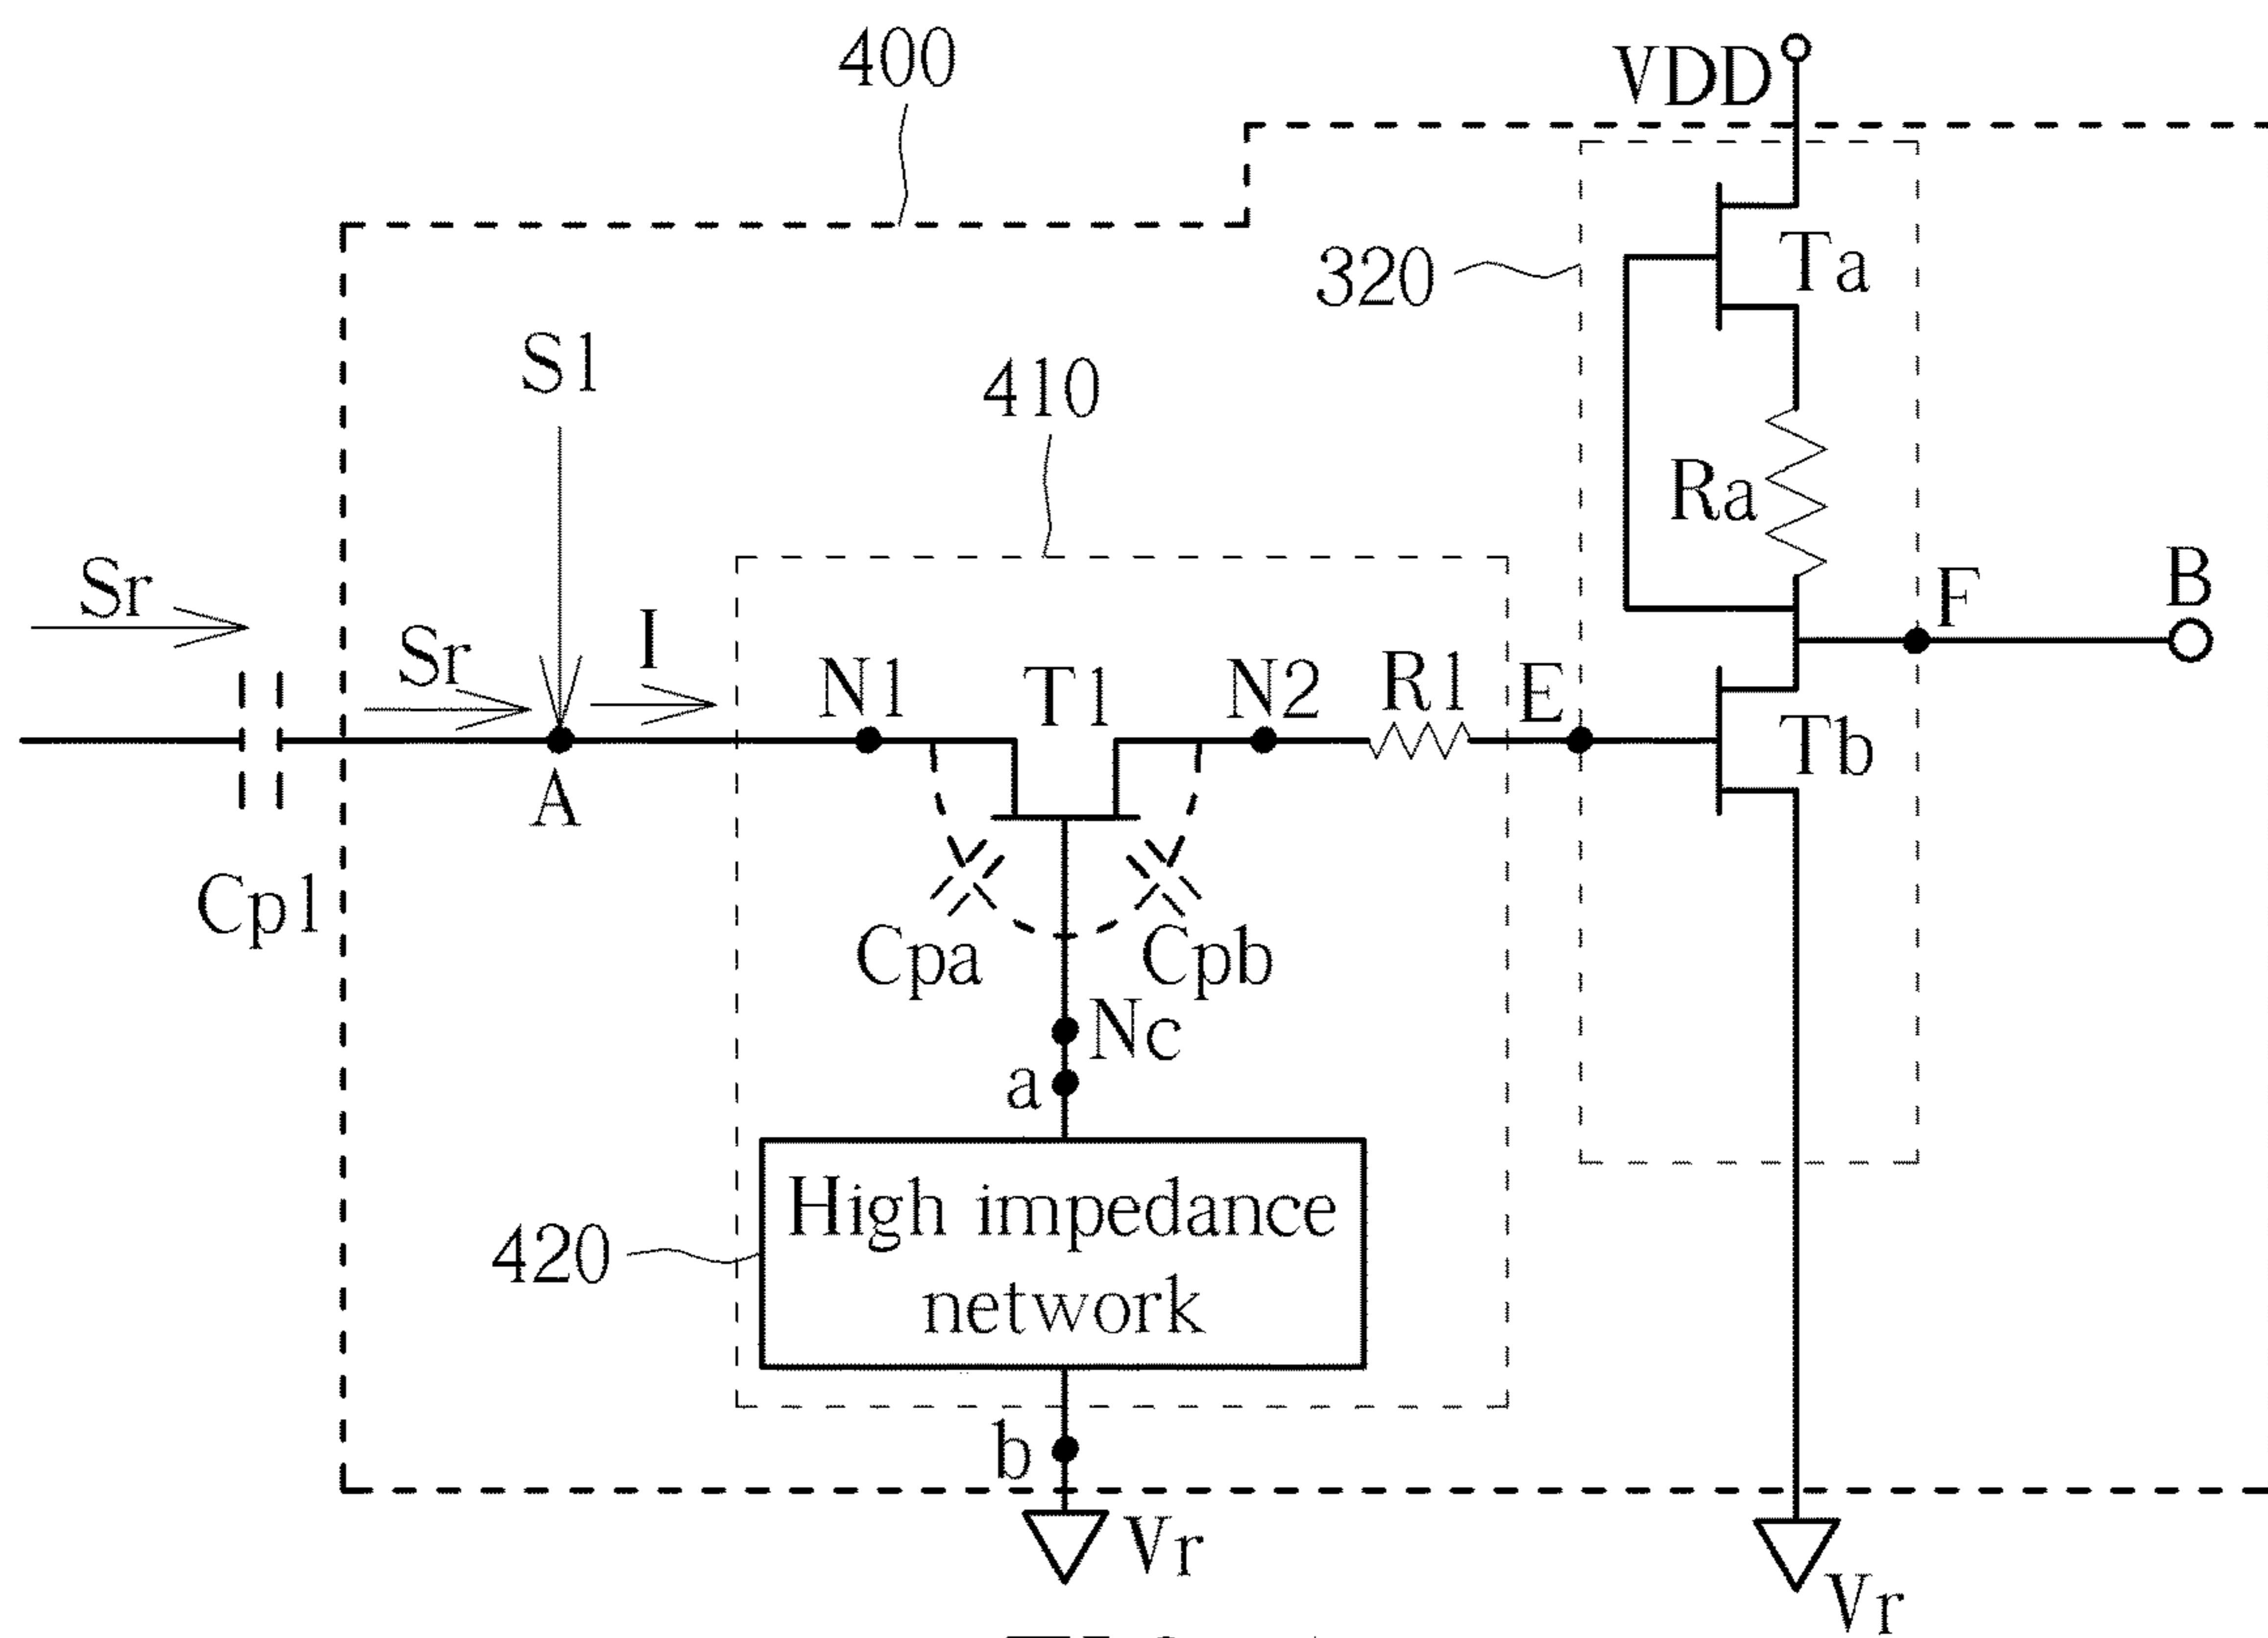 400
VDD
320
Ta
S1
410
Ra
Sr
Sr
I
N1
T1
N2
R1
E
F
B
A
Tb
Cp1
Cpa
Cpb
Nc
a
High impedance
network
420
b
Vr
Vr